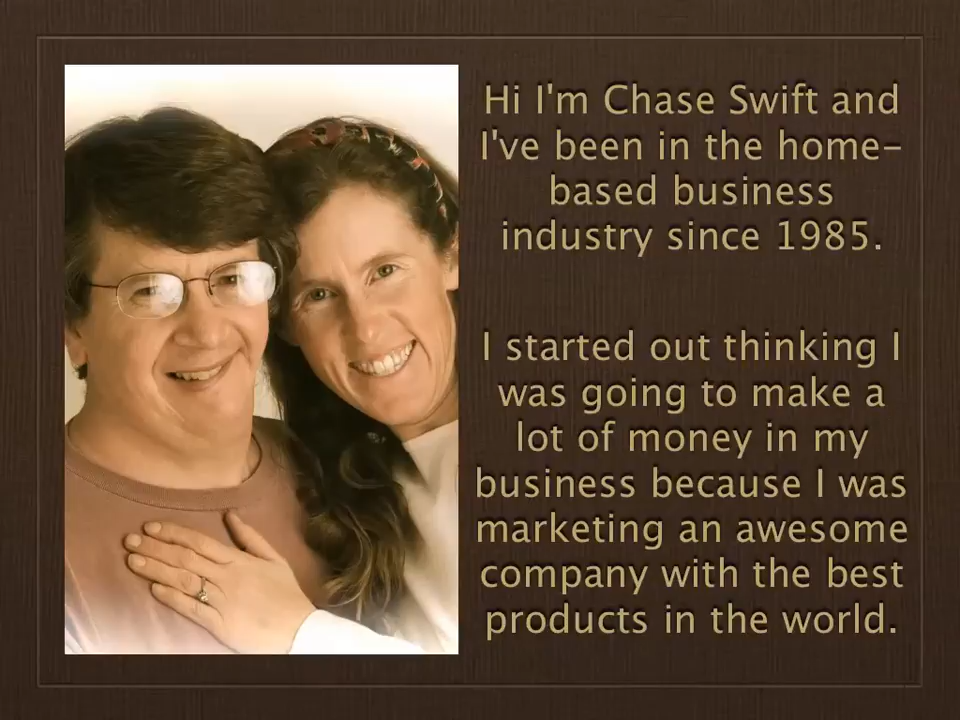 Hi I'm Chase Swift and
I've been in the home-
based business
industry since 1985.
I started out thinking I
was going to make a
lot of money in my
business because I was
marketing an awesome
company with the best
products in the world.